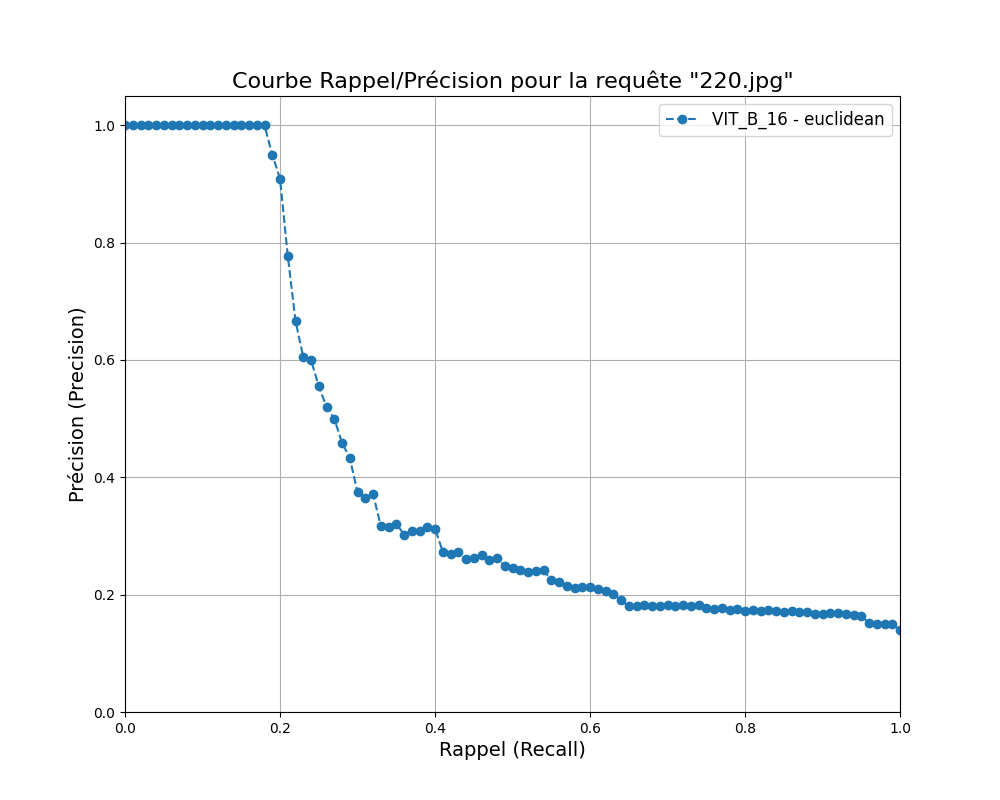 Courbe Rappel/Précision pour la requête "220.jpg"
VIT_B_16 - euclidean
Précision (Precision)
1.0
0.8
0.6
0.4
0.2
0.0
0.0 0.2 0.4 0.6 0.8 1.0
Rappel (Recall)